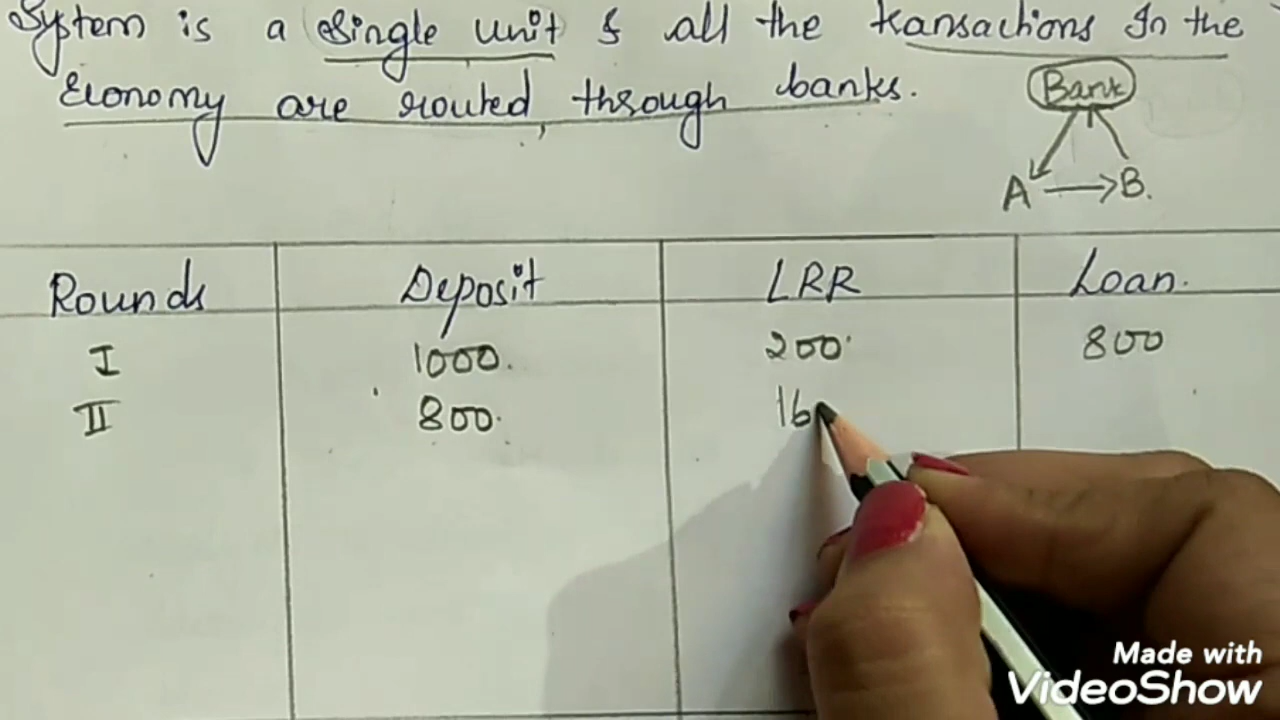 System is a single unit & all the transactions In the
Economy are routed through banks.
Bank
A → B.
Rounds Deposit LRR Loan.
I 1000. 200. 800
II 800. 16
Made with
VideoShow